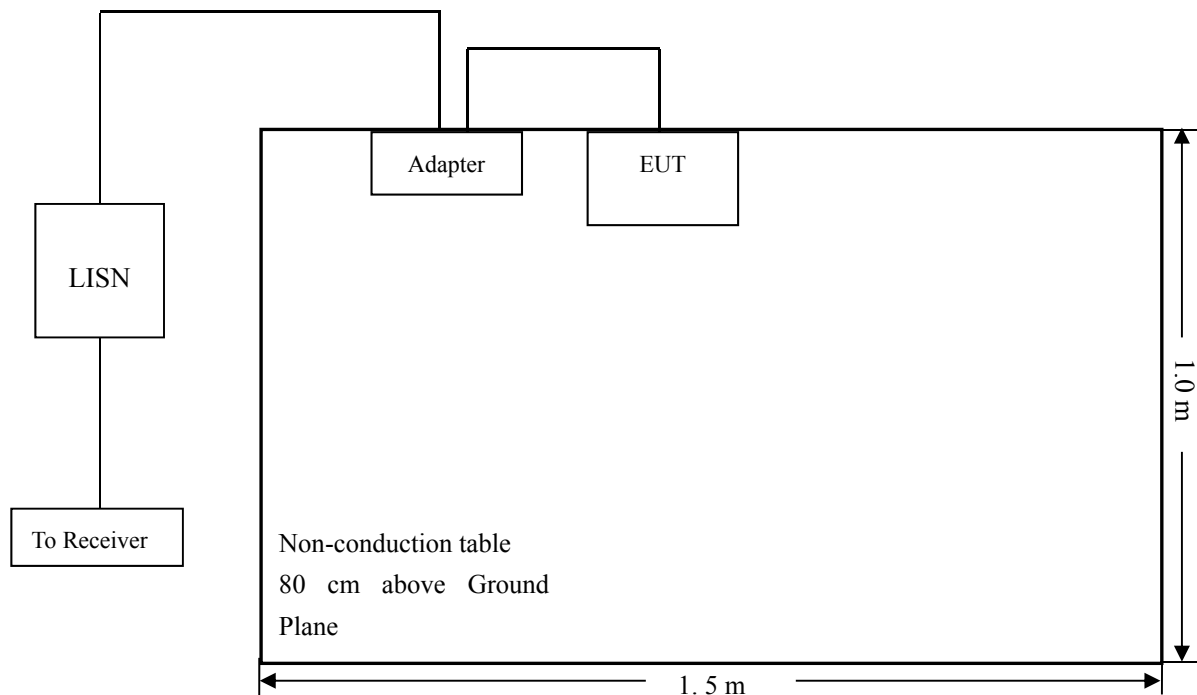 Adapter
EUT
LISN
To Receiver
Non-conduction table
80 cm above Ground
Plane
1.0 m
1. 5 m